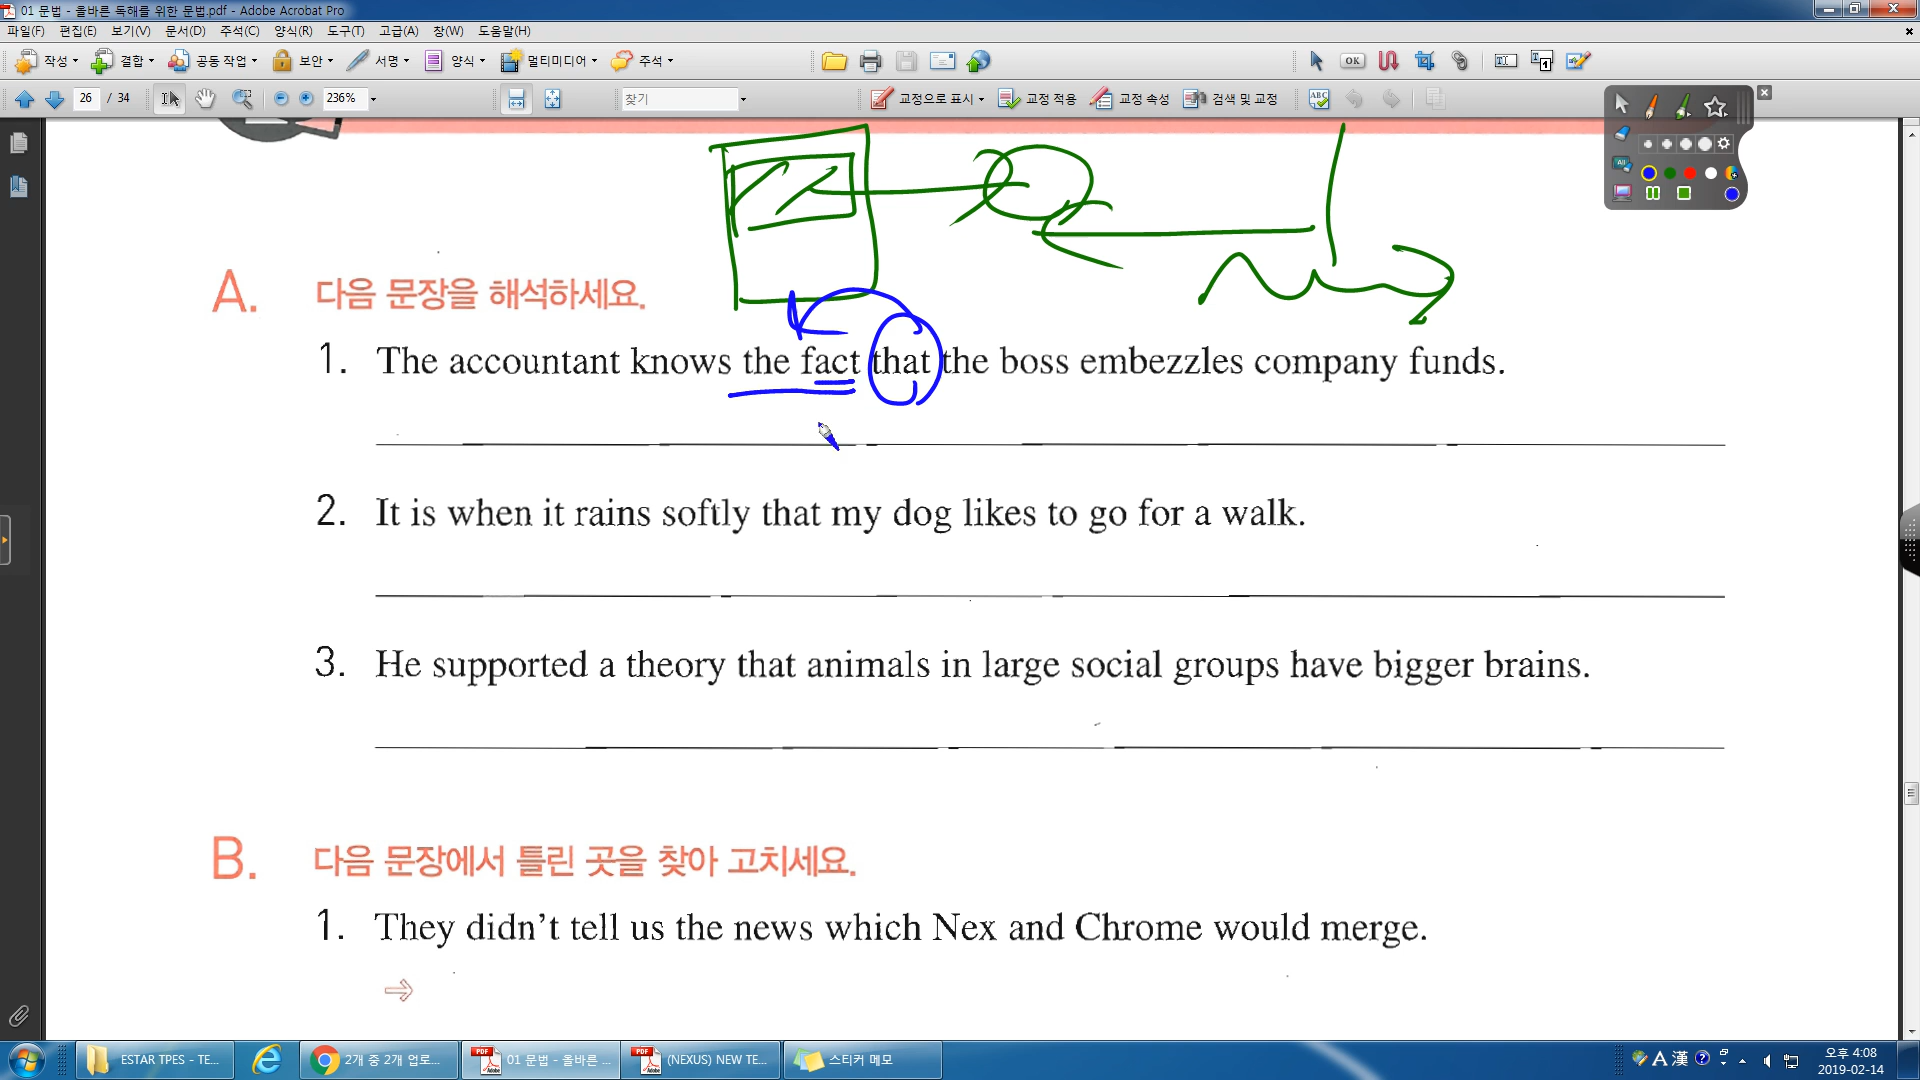 01 문법 - 올바른 독해를 위한 문법.pdf - Adobe Acrobat Pro
파일(F) 편집(E) 보기(V) 문서(D) 주석(C) 양식(R) 도구(T) 고급(A) 창(W) 도움말(H)
작성 결합 공동 작업 보안 서명 양식 멀티미디어 주석 OK
26 / 34 236% 찾기 교정으로 표시 교정 적용 교정 속성 검색 및 교정
A. 다음 문장을 해석하세요.
1. The accountant knows the fact that the boss embezzles company funds.
2. It is when it rains softly that my dog likes to go for a walk.
3. He supported a theory that animals in large social groups have bigger brains.
B. 다음 문장에서 틀린 곳을 찾아 고치세요.
1. They didn't tell us the news which Nex and Chrome would merge.
⇨
ESTAR TPES - TE... 2개 중 2개 업로... 01 문법 - 올바른 ... (NEXUS) NEW TE... 스티커 메모 A 漢 오후 4:08
2019-02-14